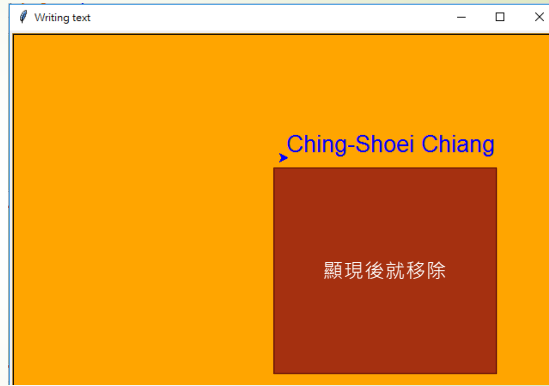 Writing text
Ching-Shoei Chiang
顯現後就移除